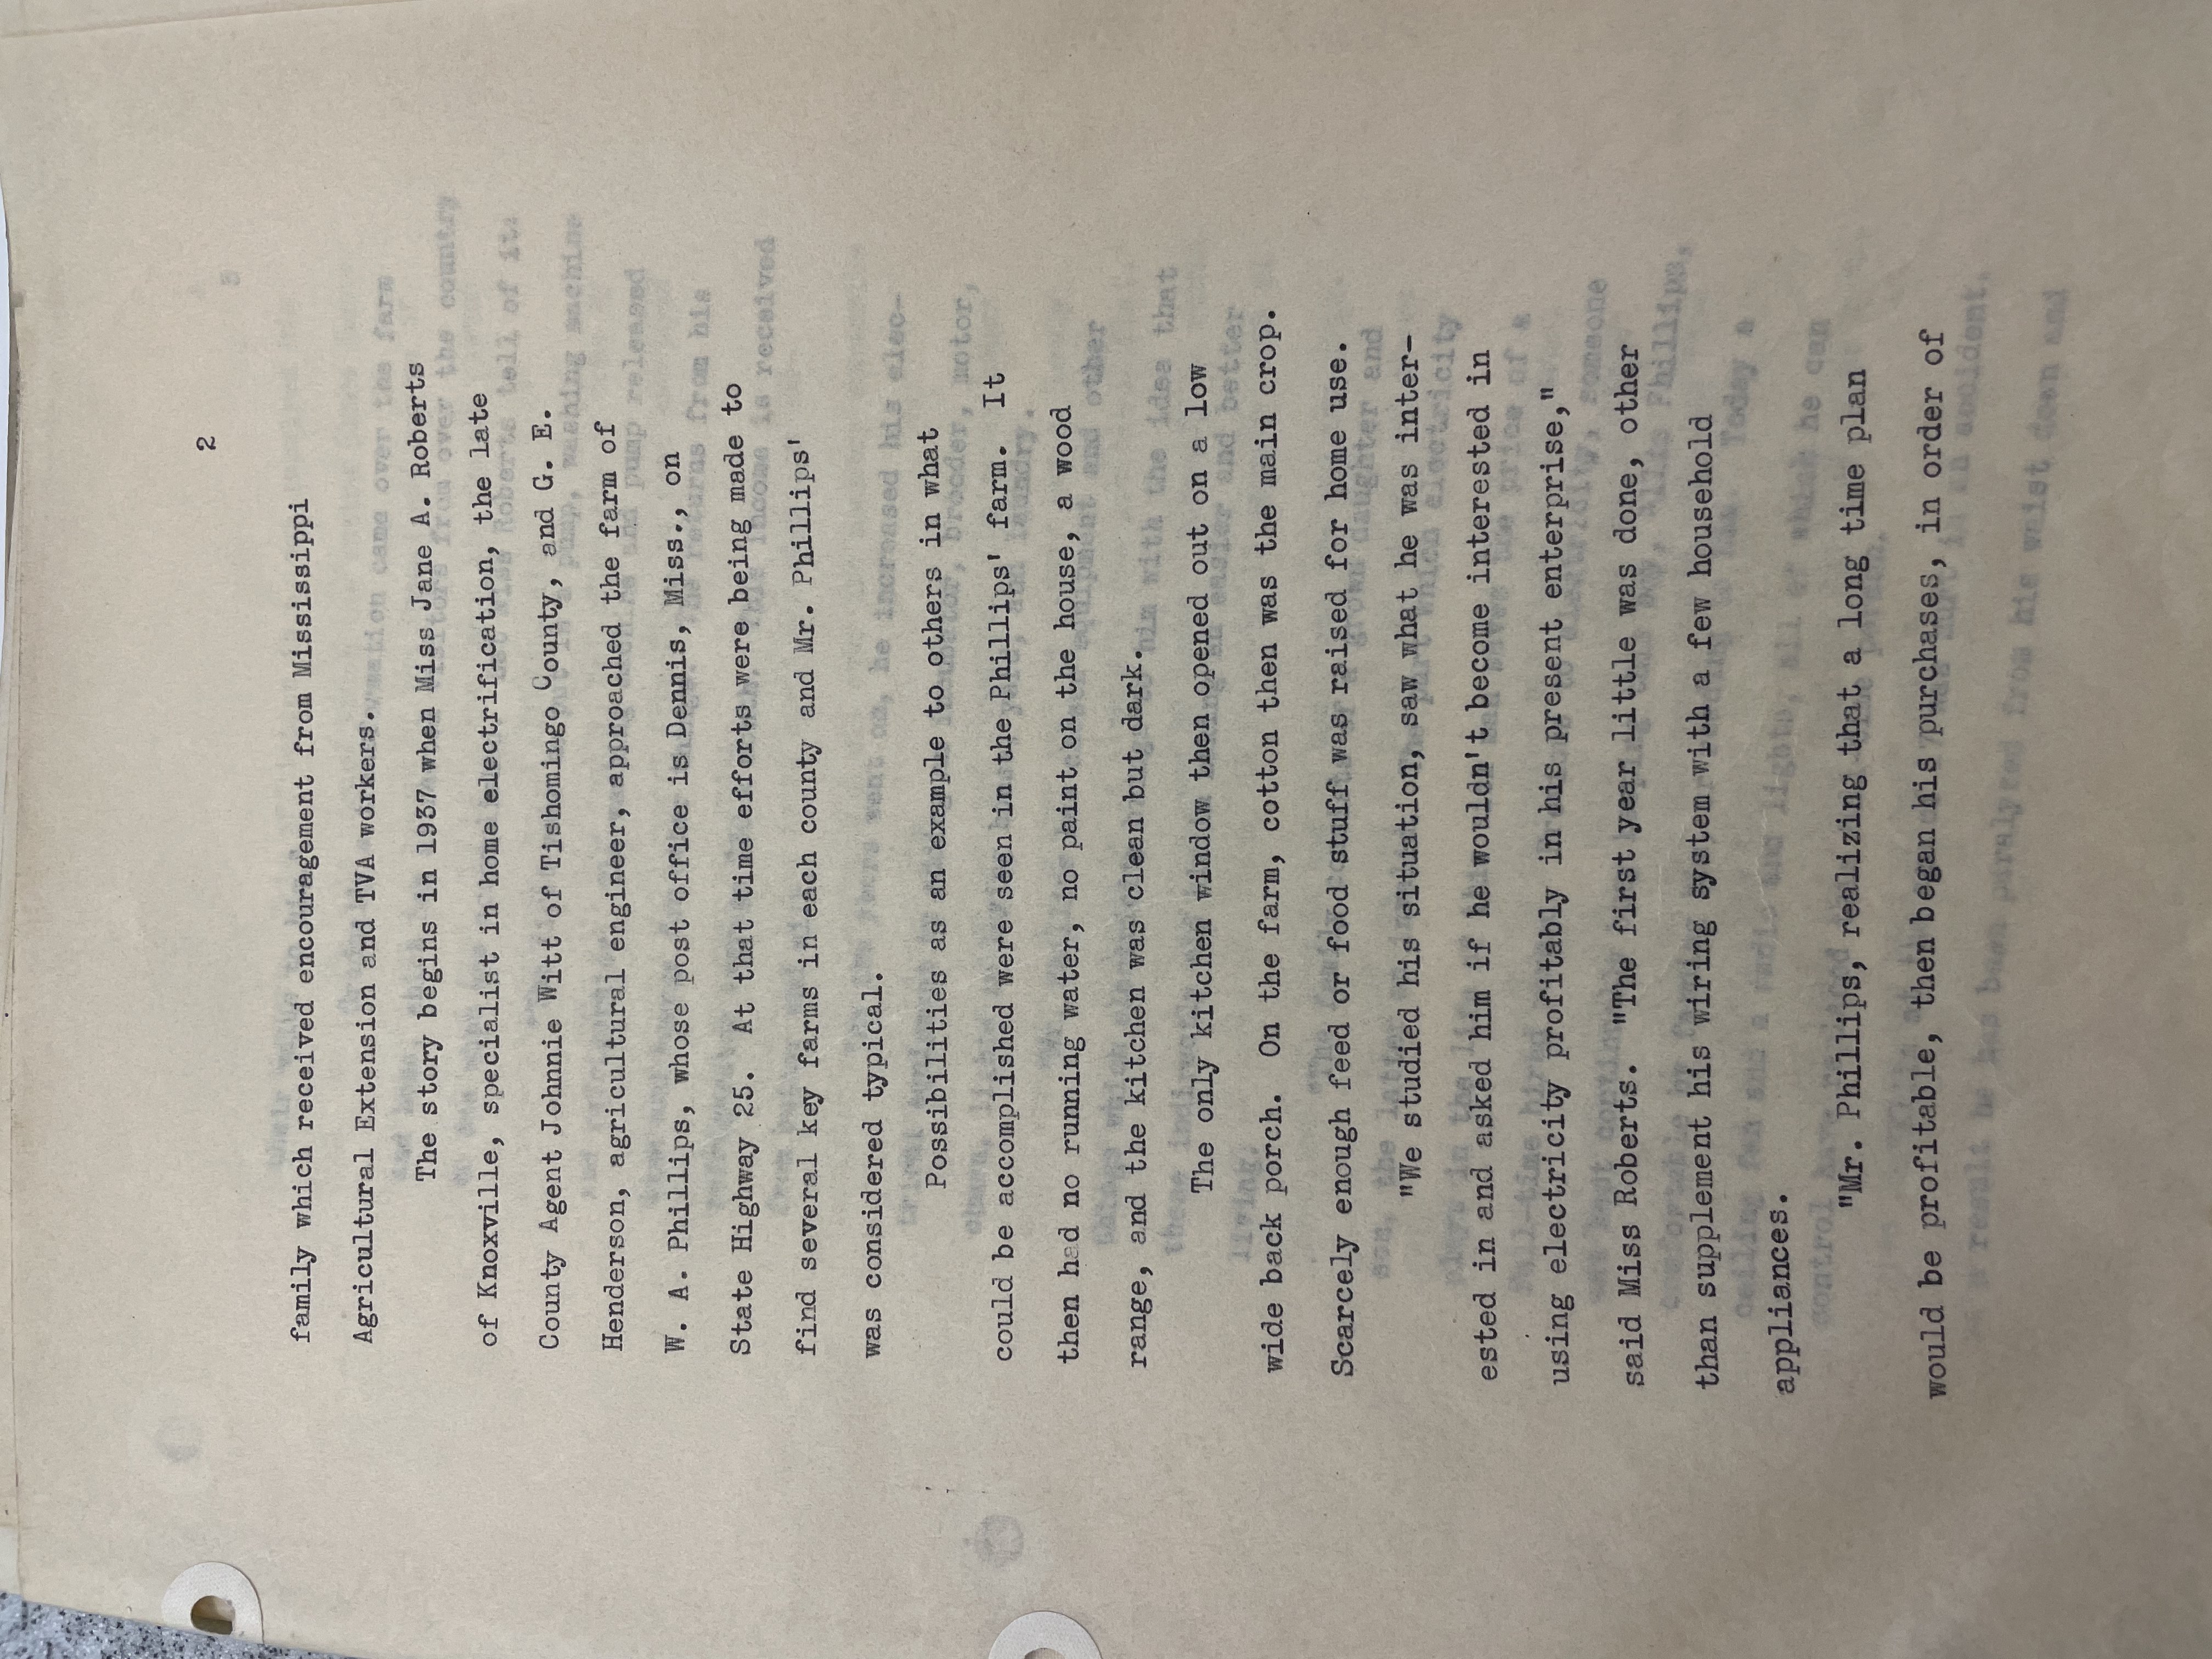 2
family which received encouragement from Mississippi
Agricultural Extension and TVA workers.
The story begins in 1937 when Miss Jane A. Roberts
of Knoxville, specialist in home electrification, the late
County Agent Johnnie Witt of Tishomingo County, and G. E.
Henderson, agricultural engineer, approached the farm of
W. A. Phillips, whose post office is Dennis, Miss., on
State Highway 25. At that time efforts were being made to
find several key farms in each county and Mr. Phillips'
was considered typical.
Possibilities as an example to others in what
could be accomplished were seen in the Phillips' farm. It
then had no running water, no paint on the house, a wood
range, and the kitchen was clean but dark.
The only kitchen window then opened out on a low
wide back porch. On the farm, cotton then was the main crop.
Scarcely enough feed or food stuff was raised for home use.
"We studied his situation, saw what he was inter-
ested in and asked him if he wouldn't become interested in
using electricity profitably in his present enterprise,"
said Miss Roberts. "The first year little was done, other
than supplement his wiring system with a few household
appliances.
"Mr. Phillips, realizing that a long time plan
would be profitable, then began his purchases, in order of